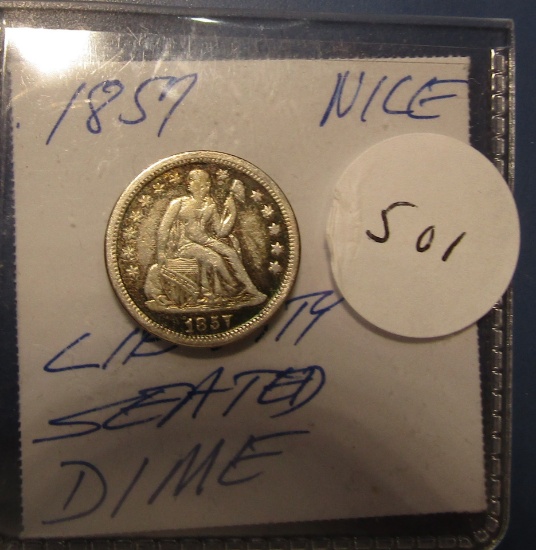 1857 NICE
501
1857
LIBERTY
SEATED
DIME